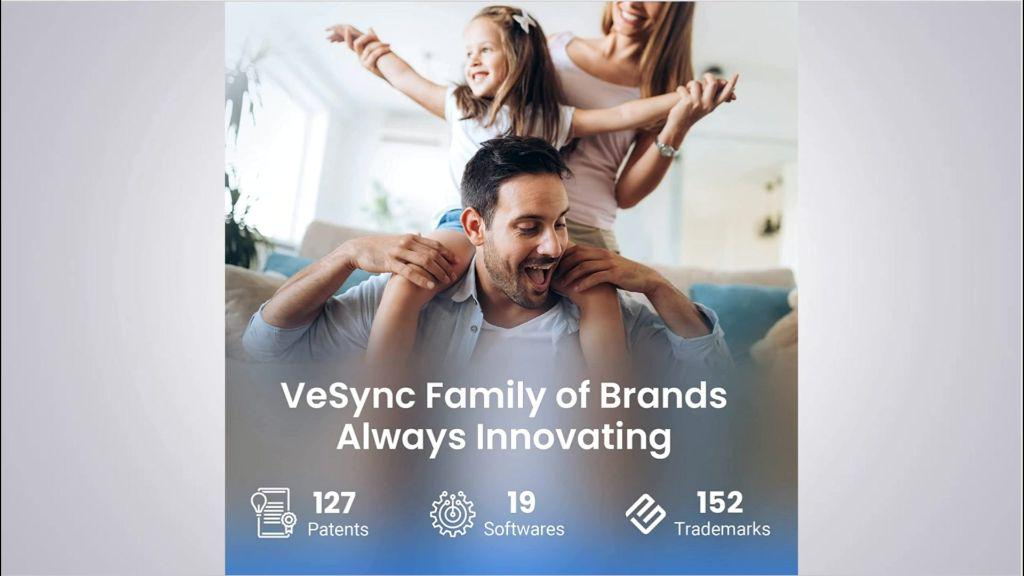 VeSync Family of Brands
Always Innovating
127
Patents
19
Softwares
152
Trademarks